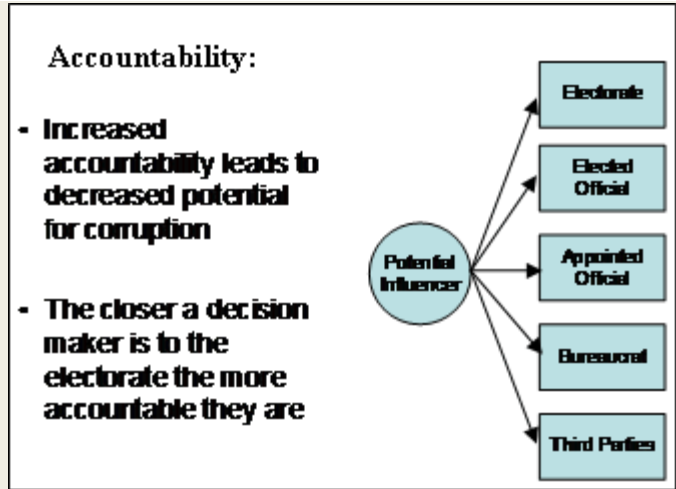 Accountability:
- Increased
accountability leads to
decreased potential
for corruption
- The closer a decision
maker is to the
electorate the more
accountable they are
Potential
Influencer
Electorate
Elected
Official
Appointed
Official
Bureaucrat
Third Parties